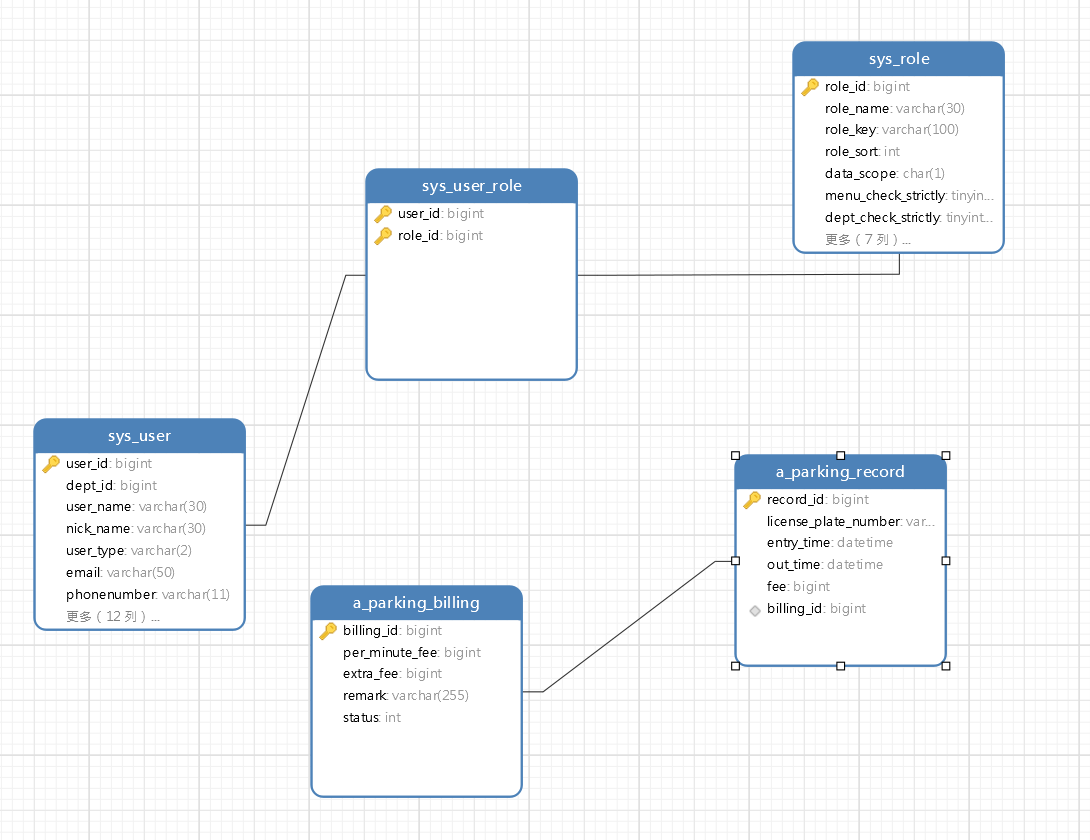 sys_role
role_id: bigint
role_name: varchar(30)
role_key: varchar(100)
role_sort: int
data_scope: char(1)
menu_check_strictly: tinyin...
dept_check_strictly: tinyint...
更多（7 列）...
sys_user_role
user_id: bigint
role_id: bigint
sys_user
user_id: bigint
dept_id: bigint
user_name: varchar(30)
nick_name: varchar(30)
user_type: varchar(2)
email: varchar(50)
phonenumber: varchar(11)
更多（12 列）...
a_parking_record
record_id: bigint
license_plate_number: var...
entry_time: datetime
out_time: datetime
fee: bigint
billing_id: bigint
a_parking_billing
billing_id: bigint
per_minute_fee: bigint
extra_fee: bigint
remark: varchar(255)
status: int